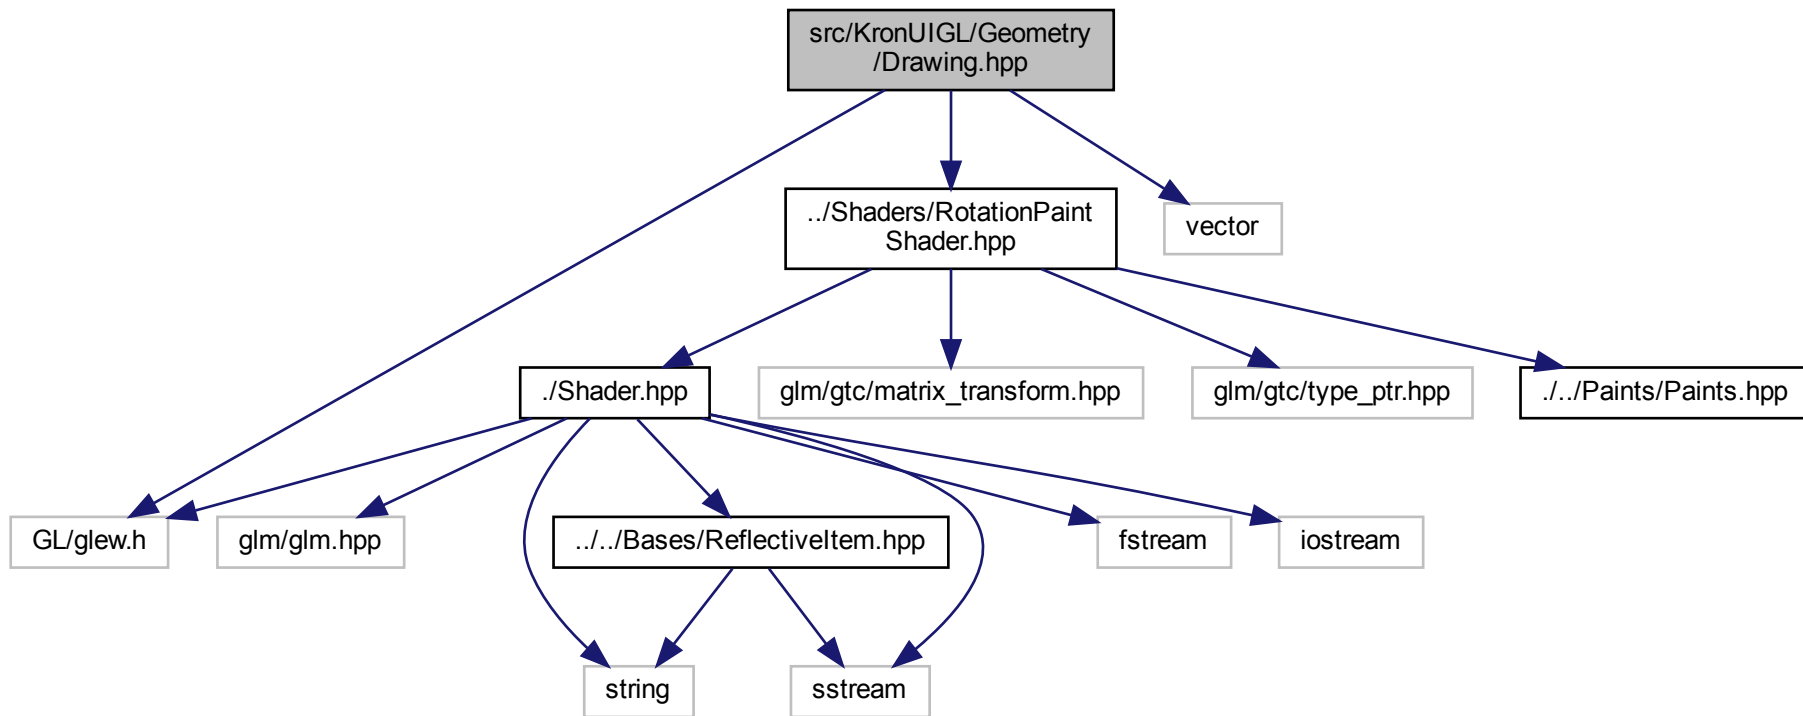 src/KronUIGL/Geometry
/Drawing.hpp
../Shaders/RotationPaint
Shader.hpp
vector
./Shader.hpp
glm/gtc/matrix_transform.hpp
glm/gtc/type_ptr.hpp
./../Paints/Paints.hpp
GL/glew.h
glm/glm.hpp
../../Bases/ReflectiveItem.hpp
fstream
iostream
string
sstream